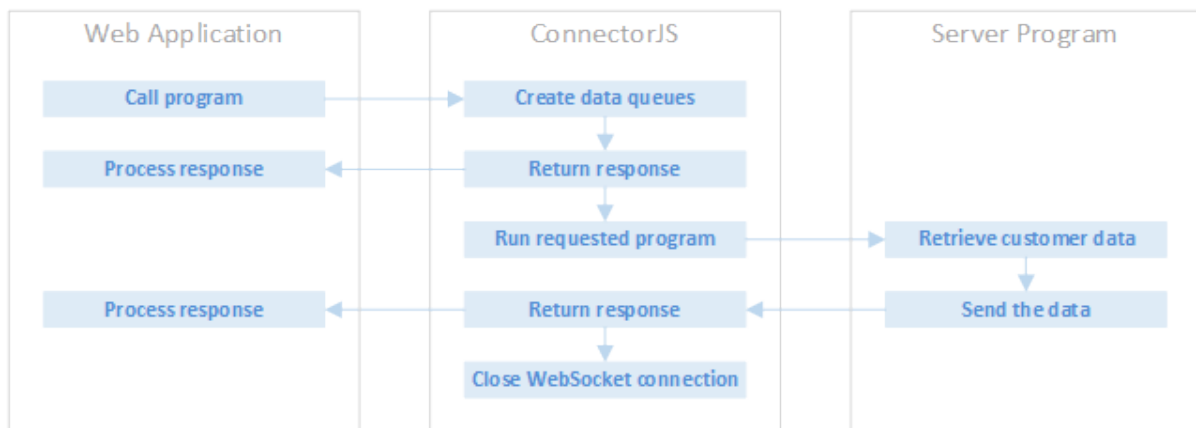 Web Application
ConnectorJS
Server Program
Call program
Create data queues
Process response
Return response
Run requested program
Retrieve customer data
Process response
Return response
Send the data
Close WebSocket connection